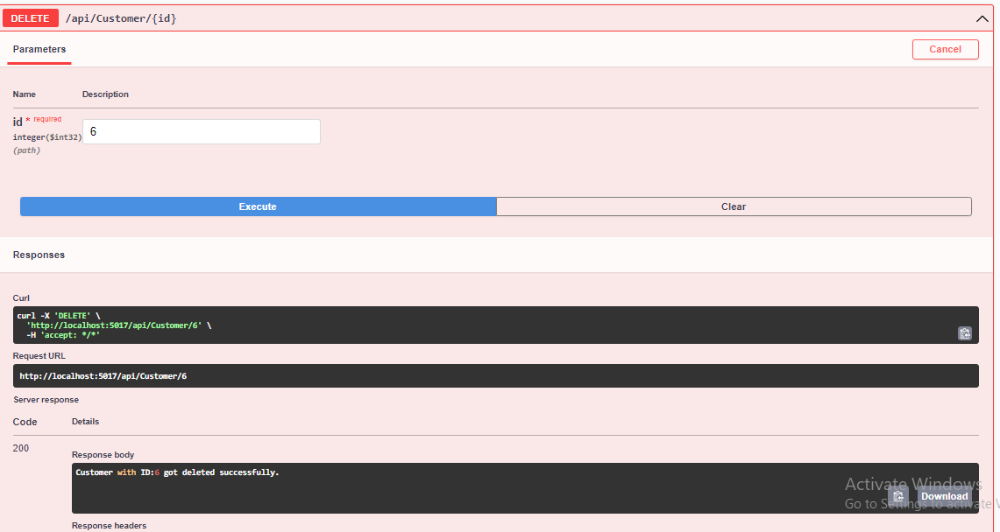 DELETE /api/Customer/{id}
Parameters
Cancel
Name Description
id * required
integer($int32)
(path)
6
Execute Clear
Responses
Curl
curl -X 'DELETE' \
'http://localhost:5017/api/Customer/6' \
-H 'accept: */*'
Request URL
http://localhost:5017/api/Customer/6
Server response
Code Details
200
Response body
Customer with ID:6 got deleted successfully.
Activate Windows
Download
Go to Settings to activate W
Response headers